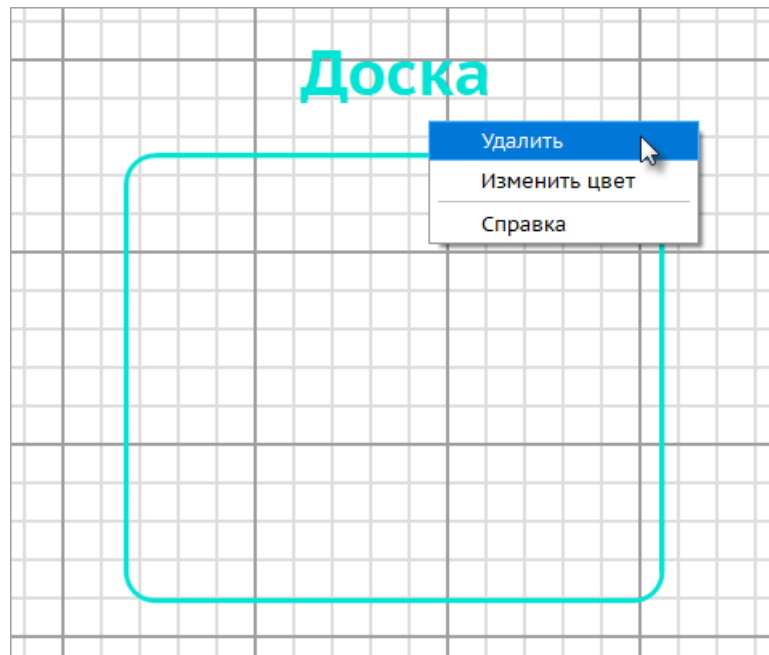 Доска
Удалить
Изменить цвет
Справка